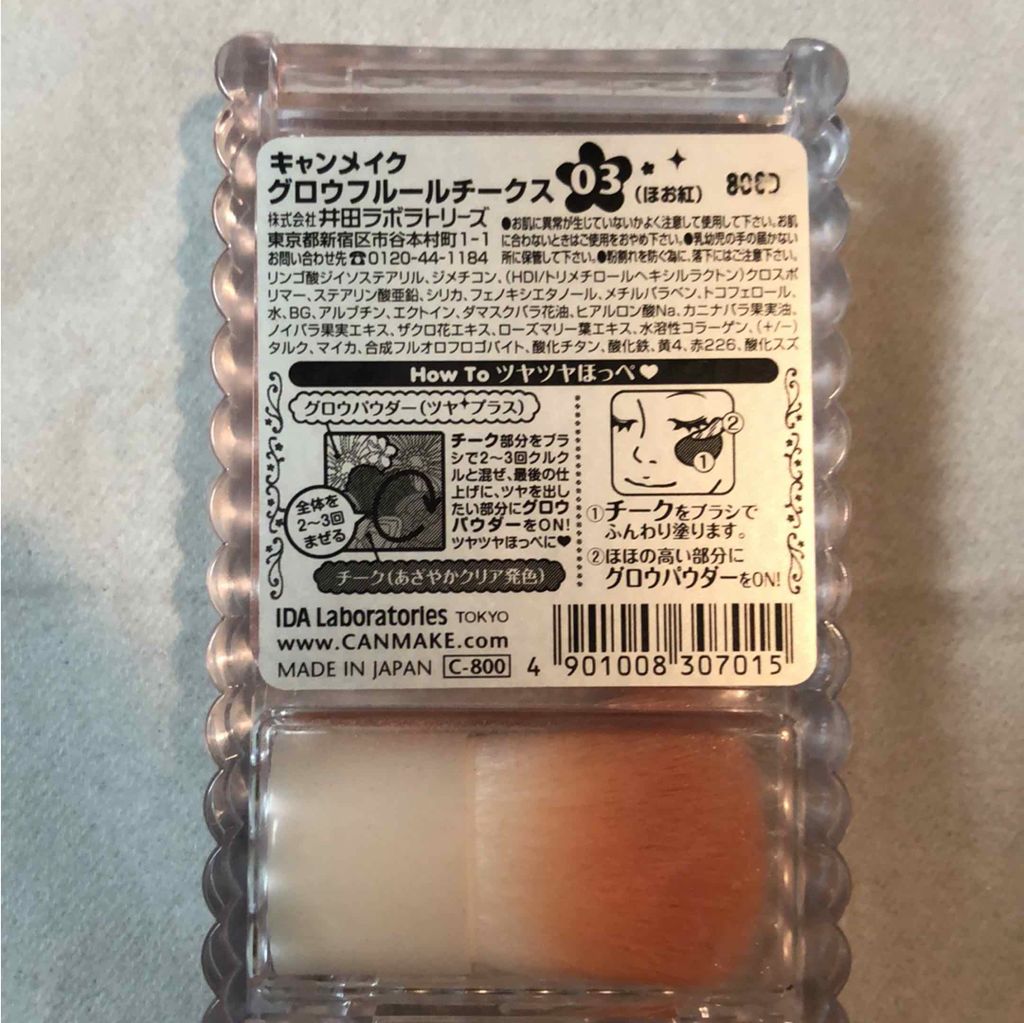 キャンメイク
グロウフルールチークス 03 (ほお紅)
株式会社 井田ラボラトリーズ
東京都新宿区市谷本村町1-1
お問い合わせ先☎0120-44-1184
●お肌に異常が生じていないかよく注意して使用して下さい。お肌
に合わないときはご使用をおやめ下さい。●乳幼児の手の届かない
所に保管して下さい。●粉割れを防ぐ為に、落下にはご注意下さい。
リンゴ酸ジイソステアリル、ジメチコン、(HDI/トリメチロールヘキシルラクトン)クロスポ
リマー、ステアリン酸亜鉛、シリカ、フェノキシエタノール、メチルパラベン、トコフェロール、
水、BG、アルブチン、エクトイン、ダマスクバラ花油、ヒアルロン酸Na、カニナバラ果実油、
ノイバラ果実エキス、ザクロ花エキス、ローズマリー葉エキス、水溶性コラーゲン、(+/-)
タルク、マイカ、合成フルオロフロゴパイト、酸化チタン、酸化鉄、黄4、赤226、酸化スズ
How To ツヤツヤほっぺ♥
グロウパウダー(ツヤ✦プラス)
全体を
2～3回
まぜる
チーク(あざやかクリア発色)
チーク部分をブラ
シで2～3回クルク
ルと混ぜ、最後の仕
上げに、ツヤを出し
たい部分にグロウ
パウダーをON!
ツヤツヤほっぺに♥
②
①
①チークをブラシで
ふんわり塗ります。
②ほほの高い部分に
グロウパウダーをON!
IDA Laboratories TOKYO
www.CANMAKE.com
MADE IN JAPAN C-800
4 901008 307015